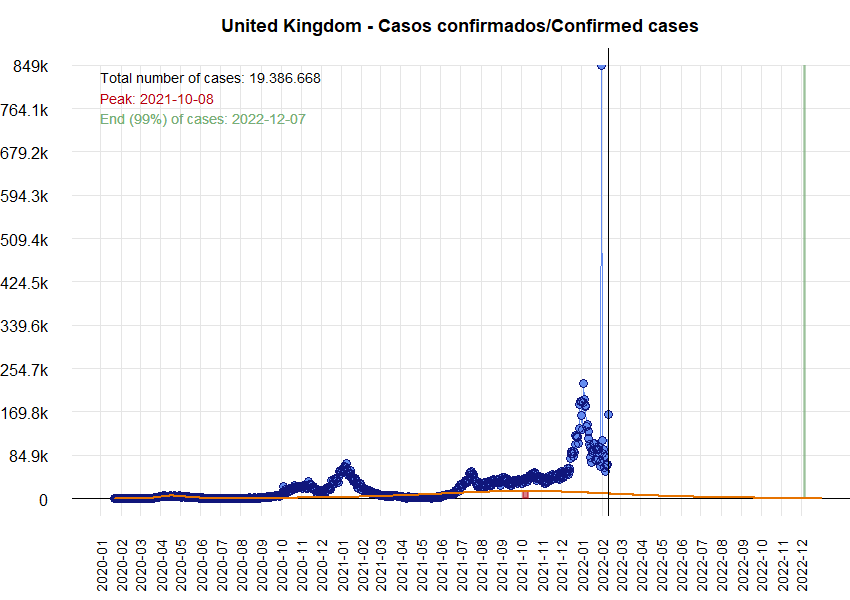 United Kingdom - Casos confirmados/Confirmed cases
849k
764.1k
679.2k
594.3k
509.4k
424.5k
339.6k
254.7k
169.8k
84.9k
0
Total number of cases: 19.386.668
Peak: 2021-10-08
End (99%) of cases: 2022-12-07
2020-01
2020-02
2020-03
2020-04
2020-05
2020-06
2020-07
2020-08
2020-09
2020-10
2020-11
2020-12
2021-01
2021-02
2021-03
2021-04
2021-05
2021-06
2021-07
2021-08
2021-09
2021-10
2021-11
2021-12
2022-01
2022-02
2022-03
2022-04
2022-05
2022-06
2022-07
2022-08
2022-09
2022-10
2022-11
2022-12